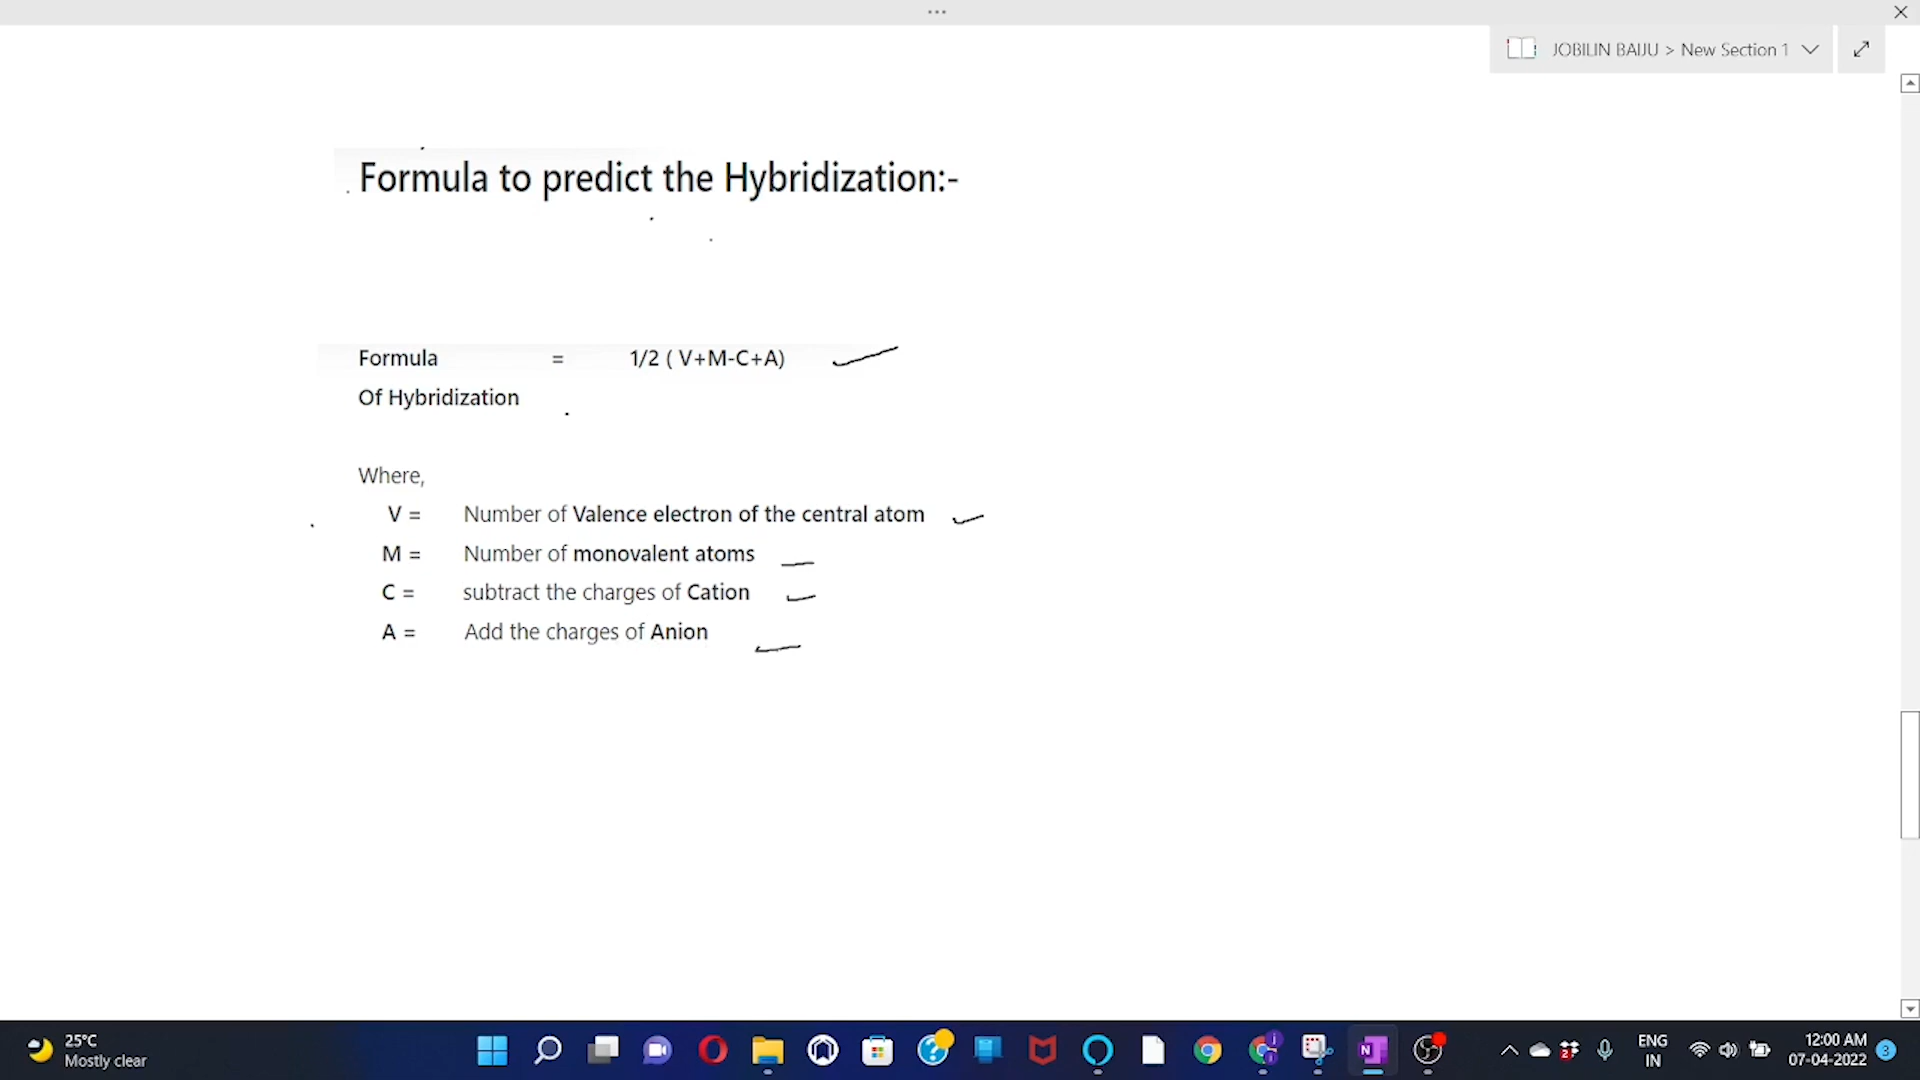 JOBILIN BAIJU > New Section 1
Formula to predict the Hybridization:-
Formula = 1/2 ( V+M-C+A)
Of Hybridization
Where,
V = Number of Valence electron of the central atom
M = Number of monovalent atoms
C = subtract the charges of Cation
A = Add the charges of Anion
25°C
Mostly clear
ENG
IN
12:00 AM
07-04-2022
3